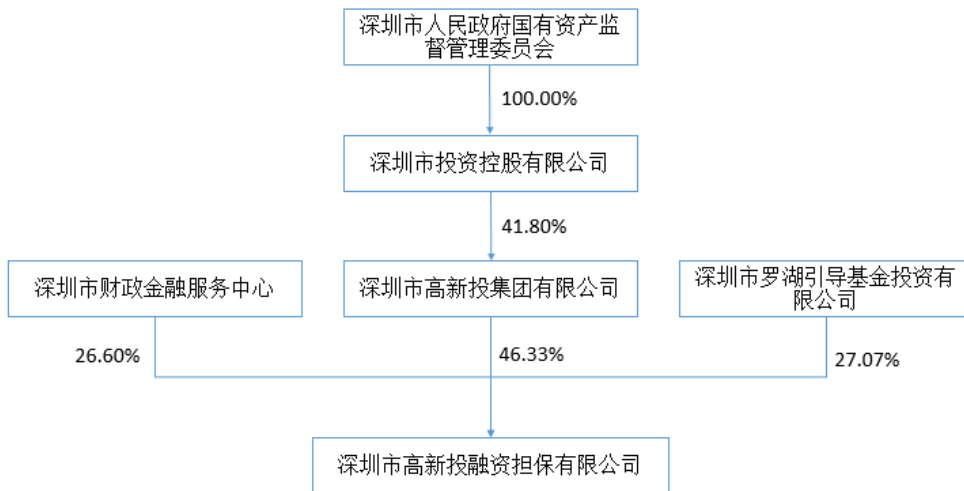 深圳市人民政府国有资产监
督管理委员会
100.00%
深圳市投资控股有限公司
41.80%
深圳市财政金融服务中心
深圳市高新投集团有限公司
深圳市罗湖引导基金投资有
限公司
26.60%
46.33%
27.07%
深圳市高新投融资担保有限公司